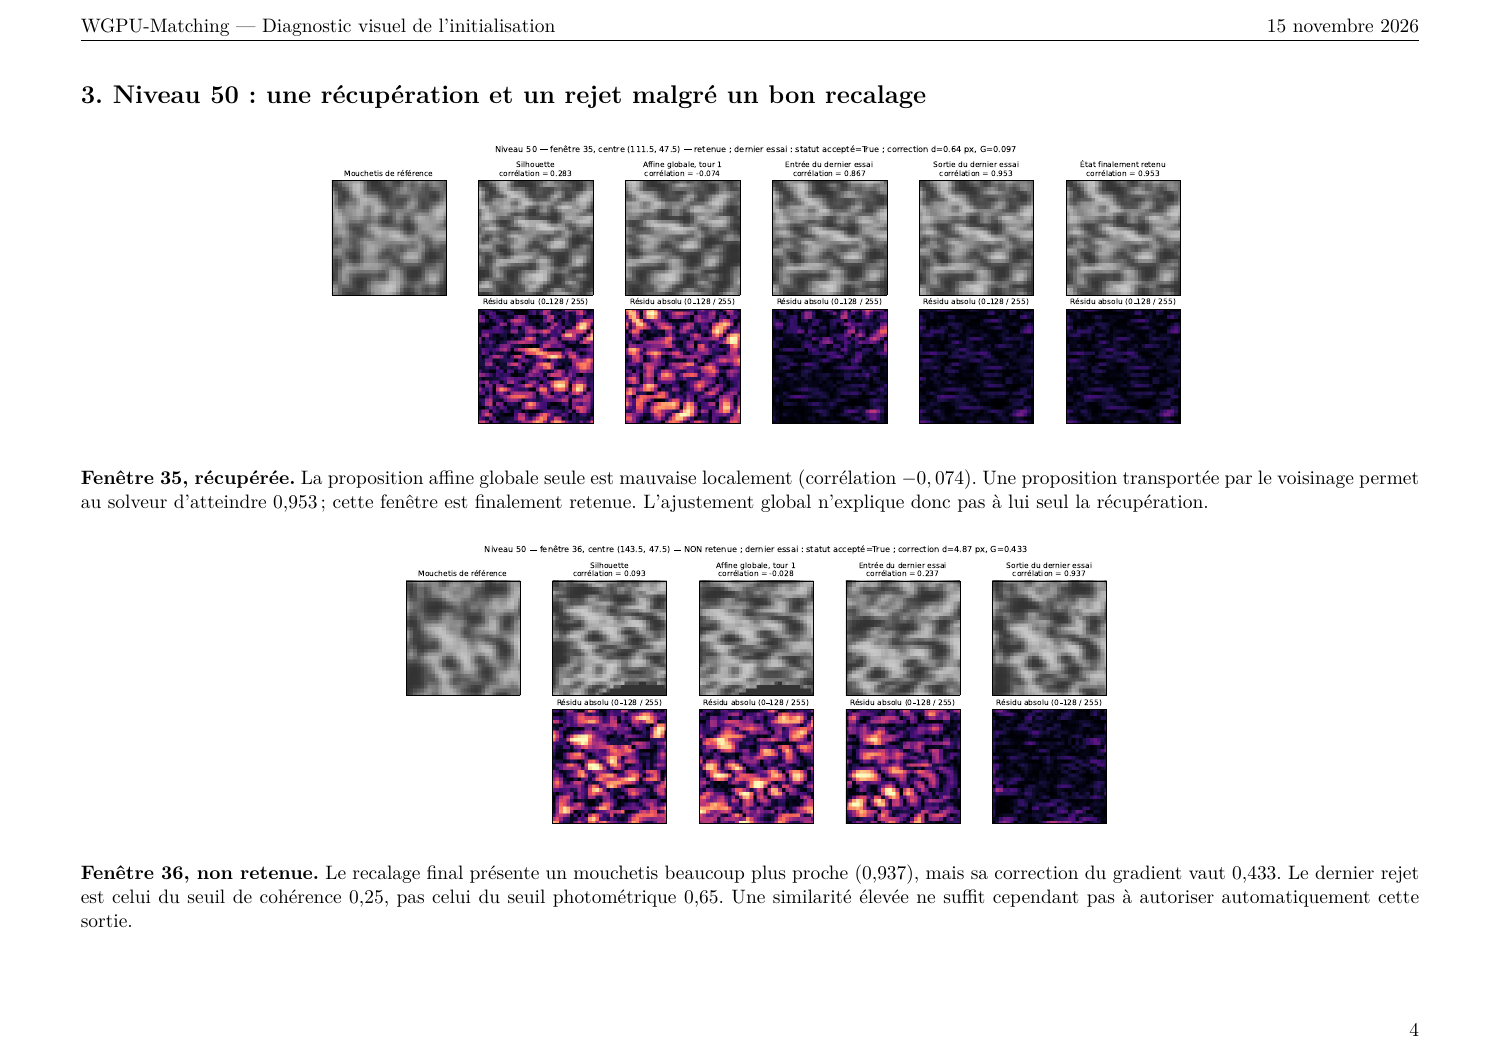 WGPU-Matching — Diagnostic visuel de l'initialisation
15 novembre 2026
3. Niveau 50 : une récupération et un rejet malgré un bon recalage
Niveau 50 — fenêtre 35, centre (111.5, 47.5) — retenue ; dernier essai : statut accepté=True ; correction d=0.64 px, G=0.097
Mouchetis de référence
Silhouette
corrélation = 0.283
Affine globale, tour 1
corrélation = -0.074
Entrée du dernier essai
corrélation = 0.867
Sortie du dernier essai
corrélation = 0.953
État finalement retenu
corrélation = 0.953
Résidu absolu (0–128 / 255)
Résidu absolu (0–128 / 255)
Résidu absolu (0–128 / 255)
Résidu absolu (0–128 / 255)
Résidu absolu (0–128 / 255)
Fenêtre 35, récupérée. La proposition affine globale seule est mauvaise localement (corrélation −0, 074). Une proposition transportée par le voisinage permet
au solveur d'atteindre 0,953 ; cette fenêtre est finalement retenue. L'ajustement global n'explique donc pas à lui seul la récupération.
Niveau 50 — fenêtre 36, centre (143.5, 47.5) — NON retenue ; dernier essai : statut accepté=True ; correction d=4.87 px, G=0.433
Mouchetis de référence
Silhouette
corrélation = 0.093
Affine globale, tour 1
corrélation = -0.028
Entrée du dernier essai
corrélation = 0.237
Sortie du dernier essai
corrélation = 0.937
Résidu absolu (0–128 / 255)
Résidu absolu (0–128 / 255)
Résidu absolu (0–128 / 255)
Résidu absolu (0–128 / 255)
Fenêtre 36, non retenue. Le recalage final présente un mouchetis beaucoup plus proche (0,937), mais sa correction du gradient vaut 0,433. Le dernier rejet
est celui du seuil de cohérence 0,25, pas celui du seuil photométrique 0,65. Une similarité élevée ne suffit cependant pas à autoriser automatiquement cette
sortie.
4